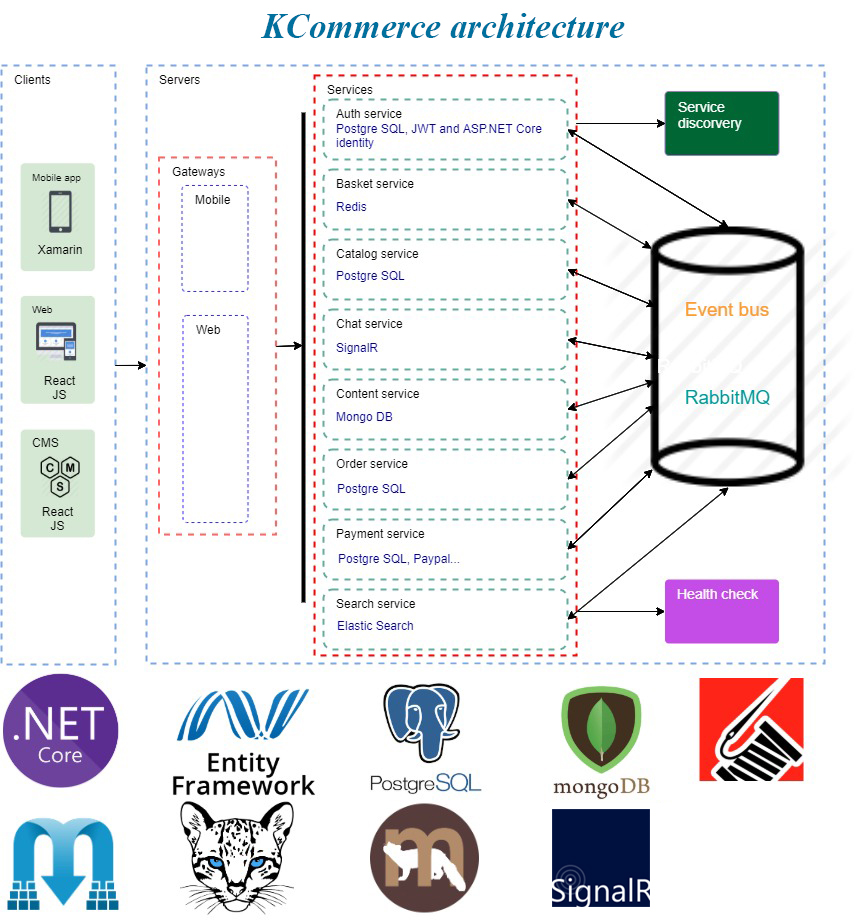 KCommerce architecture
Clients
Mobile app
Xamarin
Web
React
JS
CMS
C M
S
React
JS
Servers
Gateways
Mobile
Web
Services
Auth service
Postgre SQL, JWT and ASP.NET Core
identity
Basket service
Redis
Catalog service
Postgre SQL
Chat service
SignalR
Content service
Mongo DB
Order service
Postgre SQL
Payment service
Postgre SQL, Paypal...
Search service
Elastic Search
Service
discorvery
Event bus
RabbitMQ
Health check
.NET
Core
Entity
Framework
PostgreSQL
mongoDB
m
SignalR